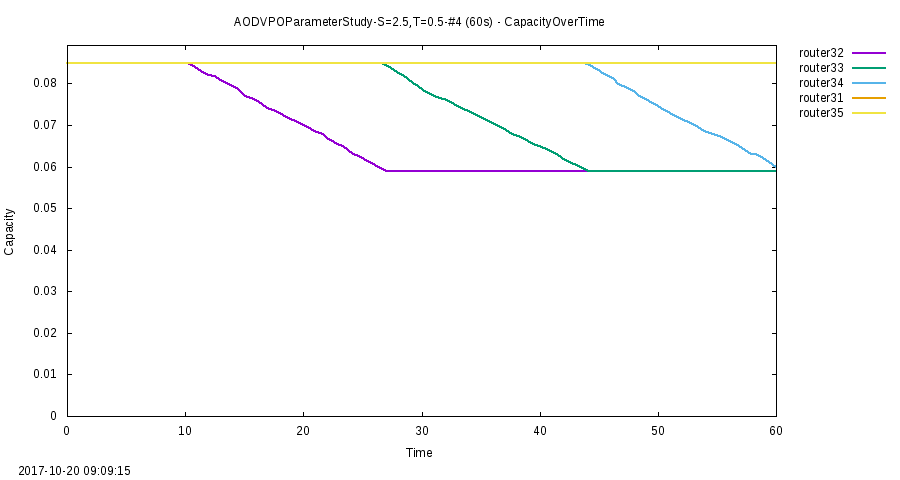 AODVPOParameterStudy-S=2.5,T=0.5-#4 (60s) - CapacityOverTime
router32
router33
router34
router31
router35
0.08
0.07
0.06
0.05
0.04
0.03
0.02
0.01
0
Capacity
0 10 20 30 40 50 60
Time
2017-10-20 09:09:15